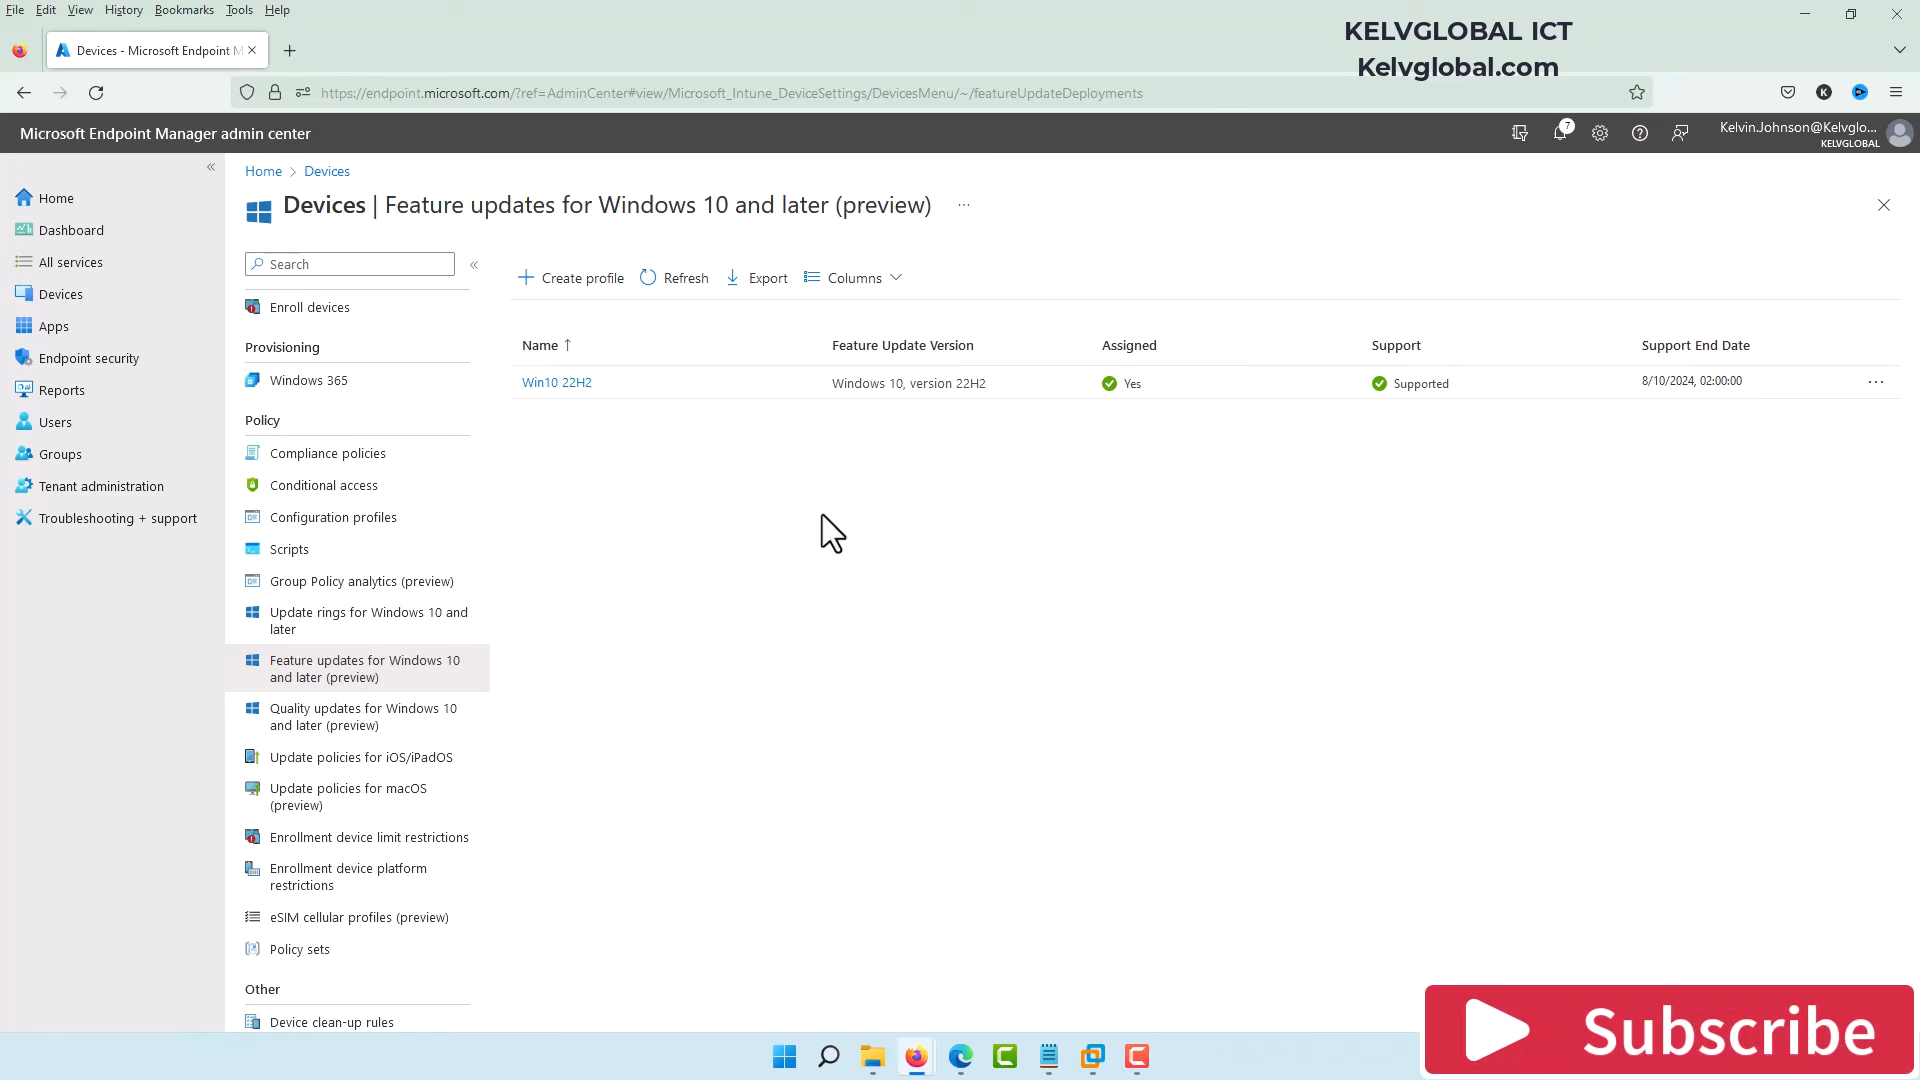 File Edit View History Bookmarks Tools Help
KELVGLOBAL ICT
Kelvglobal.com
Devices - Microsoft Endpoint M
https://endpoint.microsoft.com/?ref=AdminCenter#view/Microsoft_Intune_DeviceSettings/DevicesMenu/~/featureUpdateDeployments
K
Microsoft Endpoint Manager admin center
7
Kelvin.Johnson@Kelvglo...
KELVGLOBAL
Home
Dashboard
All services
Devices
Apps
Endpoint security
Reports
Users
Groups
Tenant administration
Troubleshooting + support
Home > Devices
Devices | Feature updates for Windows 10 and later (preview) ...
Search
Enroll devices
Provisioning
Windows 365
Policy
Compliance policies
Conditional access
Configuration profiles
Scripts
Group Policy analytics (preview)
Update rings for Windows 10 and
later
Feature updates for Windows 10
and later (preview)
Quality updates for Windows 10
and later (preview)
Update policies for iOS/iPadOS
Update policies for macOS
(preview)
Enrollment device limit restrictions
Enrollment device platform
restrictions
eSIM cellular profiles (preview)
Policy sets
Other
Device clean-up rules
Create profile Refresh Export Columns
Name ↑ Feature Update Version Assigned Support Support End Date
Win10 22H2 Windows 10, version 22H2 Yes Supported 8/10/2024, 02:00:00 ...
Subscribe